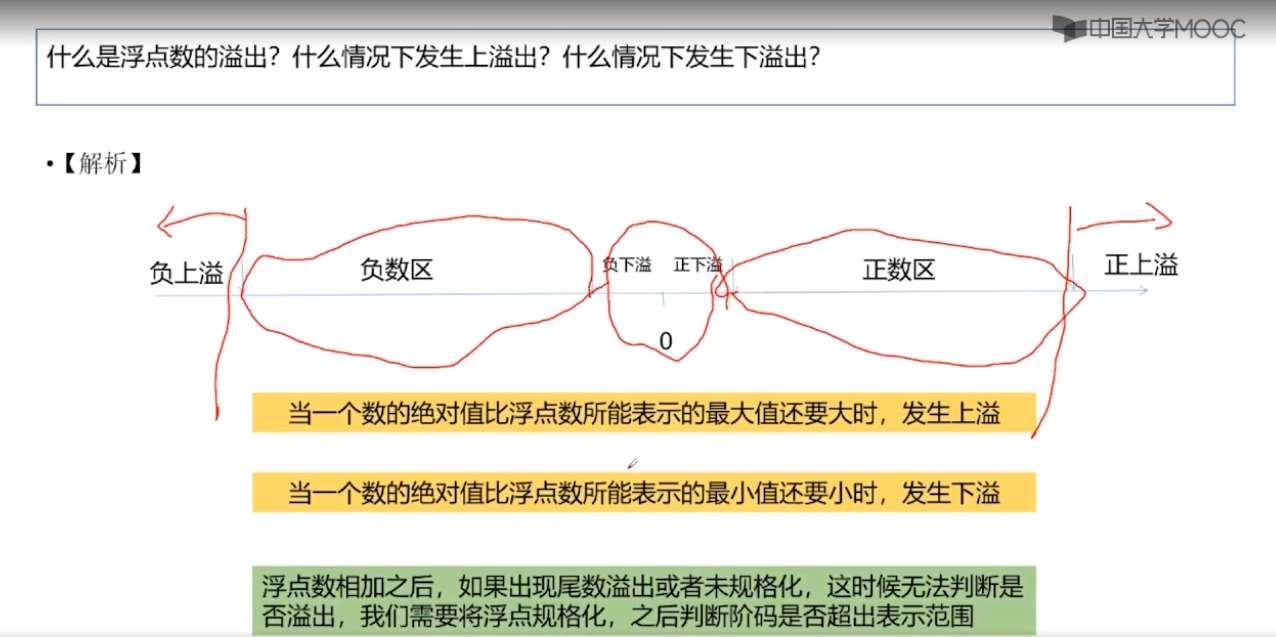 中国大学MOOC
什么是浮点数的溢出？什么情况下发生上溢出？什么情况下发生下溢出？
•【解析】
负上溢 负数区 负下溢 正下溢 正数区 正上溢
0
当一个数的绝对值比浮点数所能表示的最大值还要大时，发生上溢
当一个数的绝对值比浮点数所能表示的最小值还要小时，发生下溢
浮点数相加之后，如果出现尾数溢出或者未规格化，这时候无法判断是
否溢出，我们需要将浮点规格化，之后判断阶码是否超出表示范围